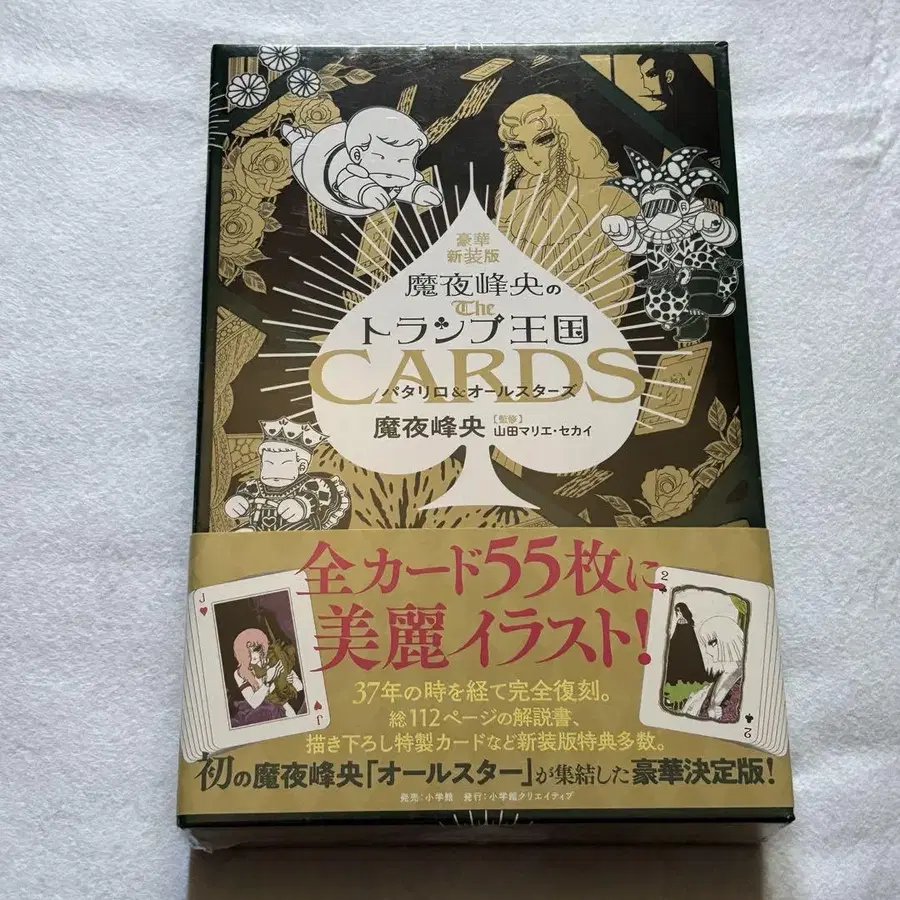 豪華
新装版
魔夜峰央の
The
トランプ王国
CARDS
パタリロ&オールスターズ
魔夜峰央【監修】山田マリエ・セカイ
全カード55枚に
美麗イラスト!
37年の時を経て完全復刻。
総112ページの解説書、
描き下ろし特製カードなど新装版特典多数。
初の魔夜峰央「オールスター」が集結した豪華決定版!
発売:小学館 発行:小学館クリエイティブ
J
J
2
2